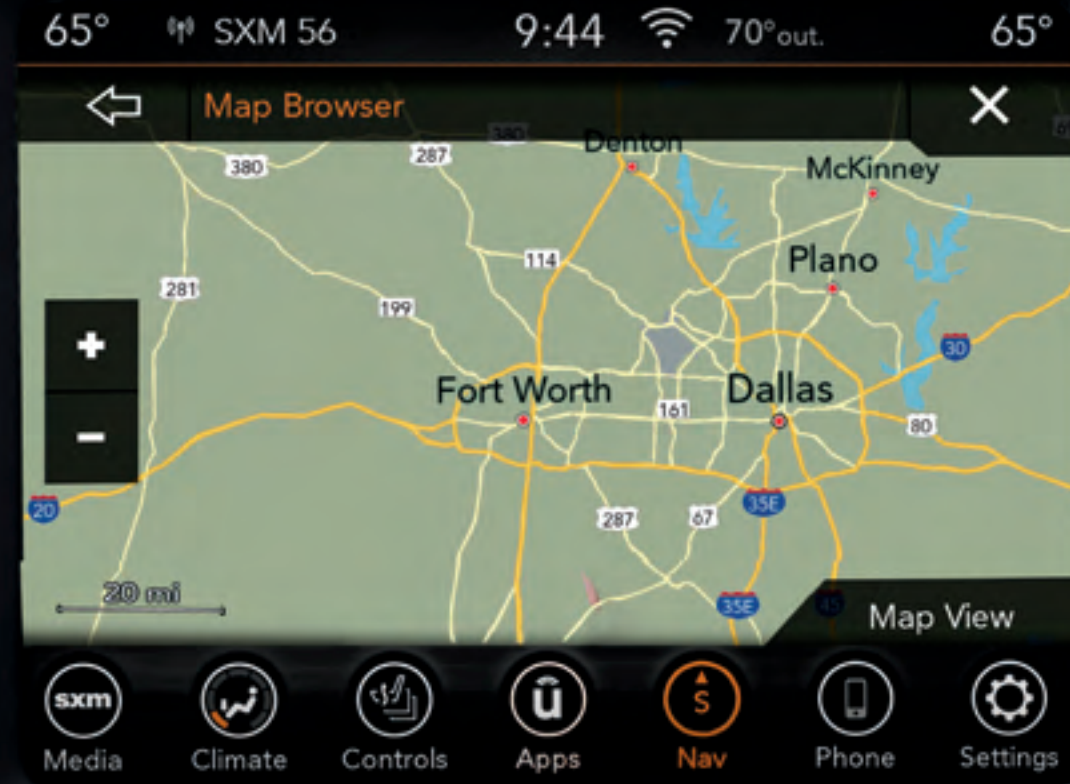 65° SXM 56 9:44 70° out. 65°
Map Browser
380
Denton
380
287
McKinney
114
Plano
281
199
30
+
Fort Worth
161
Dallas
80
−
20
35E
287
67
20 mi
35E
45
Map View
sxm
ū
S
Media
Climate
Controls
Apps
Nav
Phone
Settings